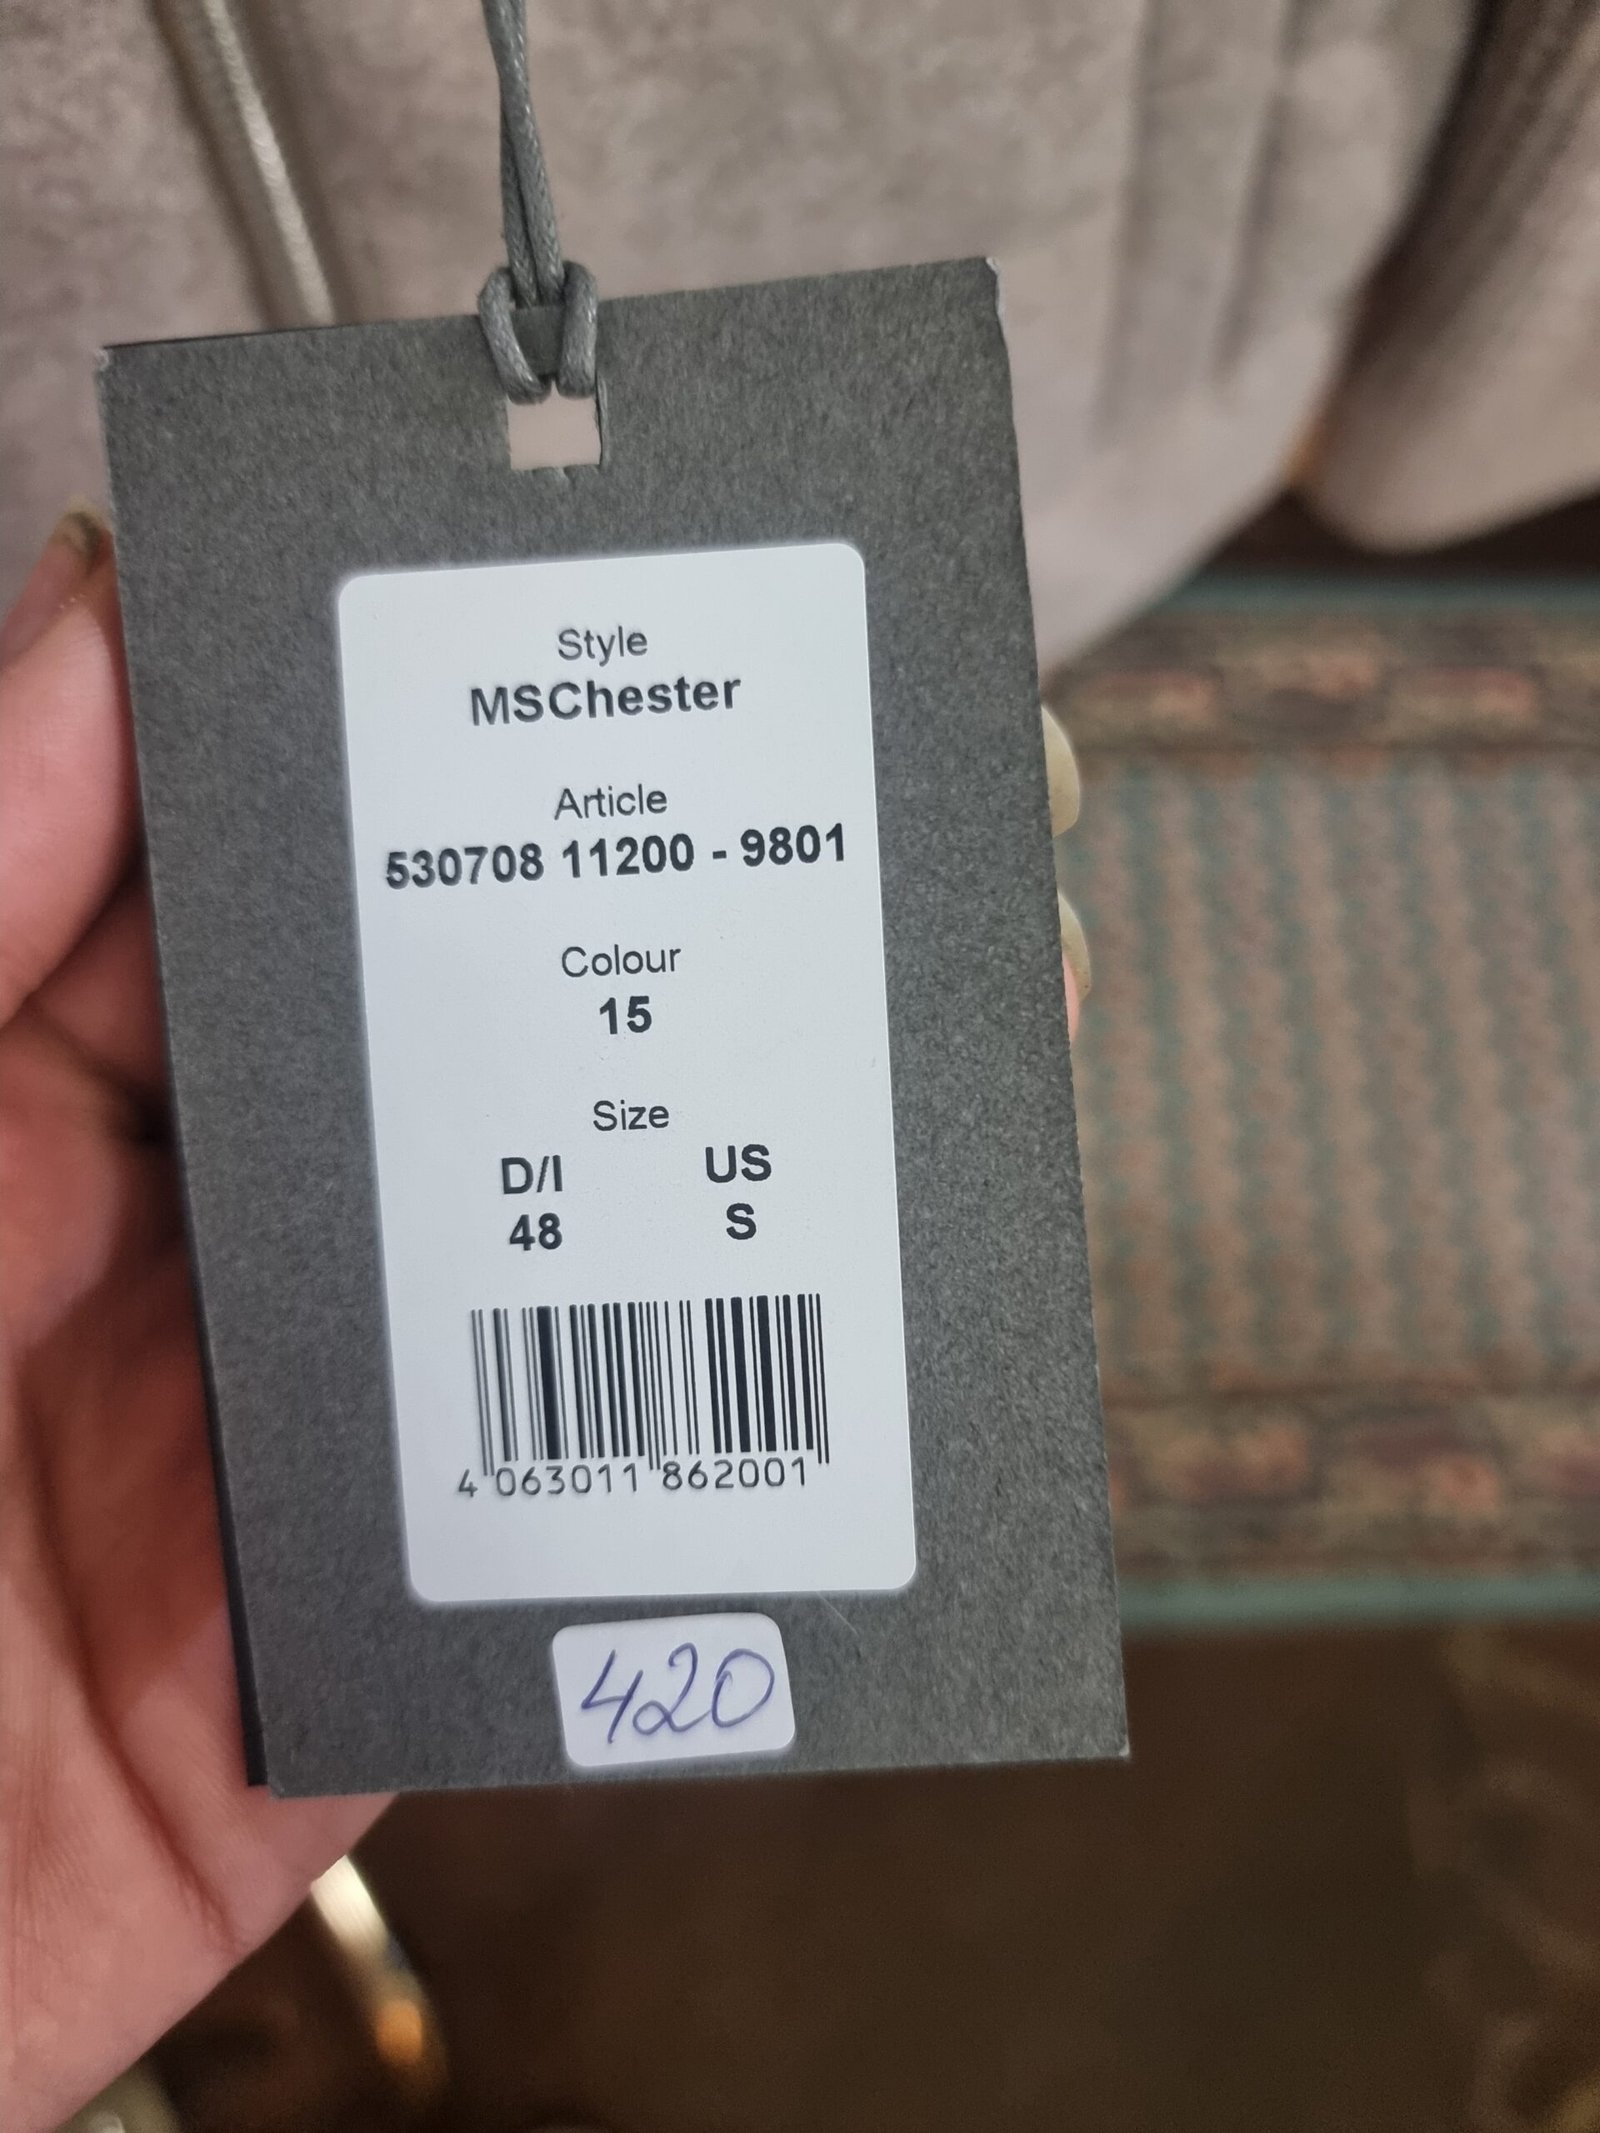 Style
MSChester
Article
530708 11200 - 9801
Colour
15
Size
D/I US
48 S
4 063011 862001
420